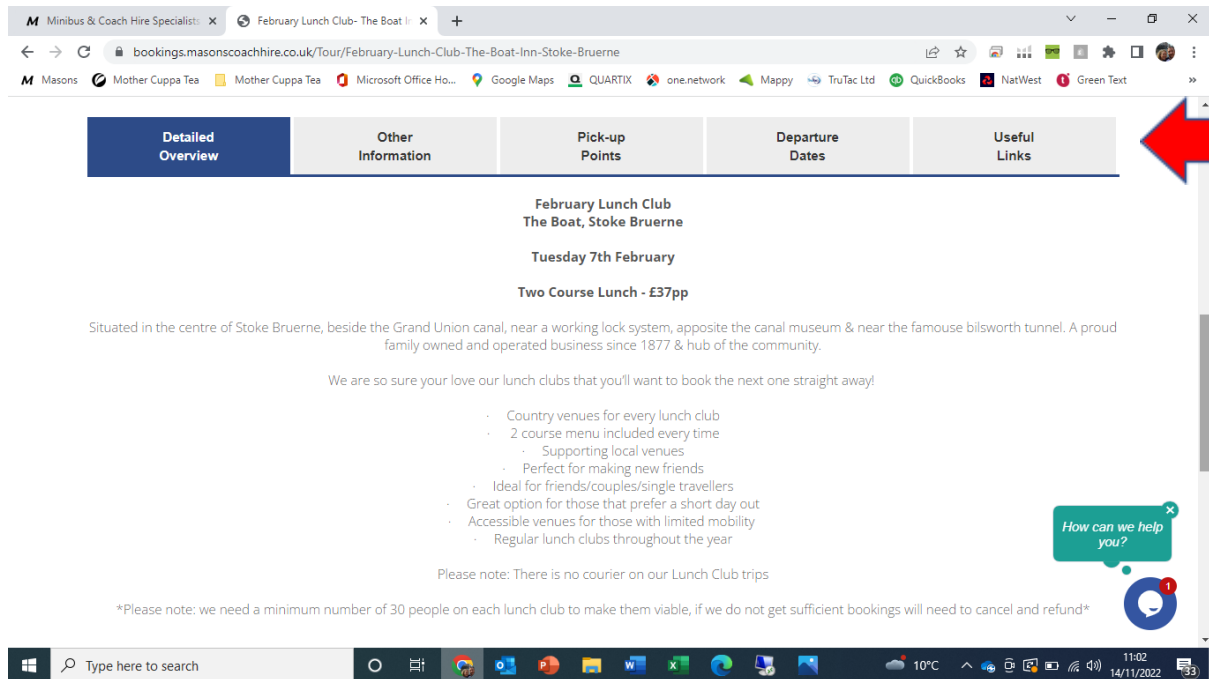 M Minibus & Coach Hire Specialists
February Lunch Club- The Boat In
bookings.masonscoachhire.co.uk/Tour/February-Lunch-Club-The-Boat-Inn-Stoke-Bruerne
M Masons Mother Cuppa Tea Mother Cuppa Tea Microsoft Office Ho... Google Maps QUARTIX one.network Mappy TruTac Ltd QuickBooks NatWest Green Text »
Detailed Other Pick-up Departure Useful
Overview Information Points Dates Links
February Lunch Club
The Boat, Stoke Bruerne
Tuesday 7th February
Two Course Lunch - £37pp
Situated in the centre of Stoke Bruerne, beside the Grand Union canal, near a working lock system, apposite the canal museum & near the famouse bilsworth tunnel. A proud
family owned and operated business since 1877 & hub of the community.
We are so sure your love our lunch clubs that you'll want to book the next one straight away!
· Country venues for every lunch club
· 2 course menu included every time
· Supporting local venues
· Perfect for making new friends
· Ideal for friends/couples/single travellers
· Great option for those that prefer a short day out
· Accessible venues for those with limited mobility
· Regular lunch clubs throughout the year
How can we help
you?
Please note: There is no courier on our Lunch Club trips
1
*Please note: we need a minimum number of 30 people on each lunch club to make them viable, if we do not get sufficient bookings will need to cancel and refund*
Type here to search
10°C
11:02
14/11/2022
33